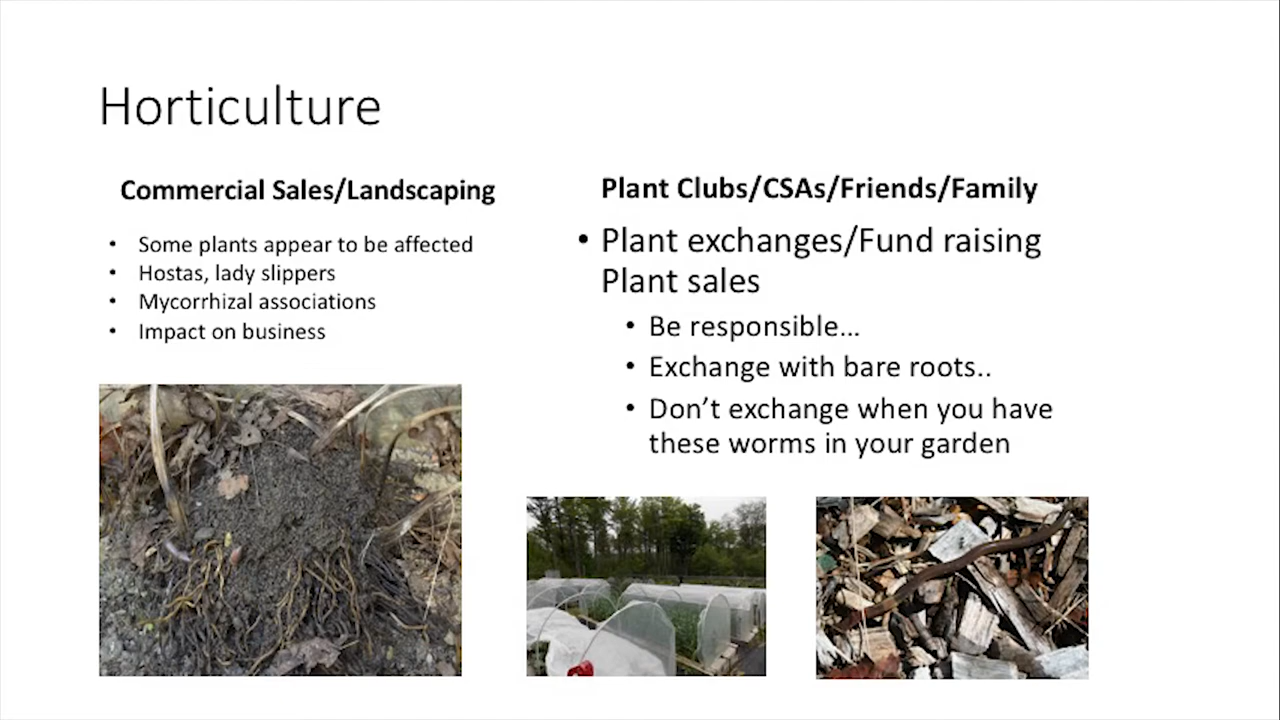 Horticulture
Commercial Sales/Landscaping
• Some plants appear to be affected
• Hostas, lady slippers
• Mycorrhizal associations
• Impact on business
Plant Clubs/CSAs/Friends/Family
• Plant exchanges/Fund raising
Plant sales
• Be responsible…
• Exchange with bare roots..
• Don’t exchange when you have
these worms in your garden